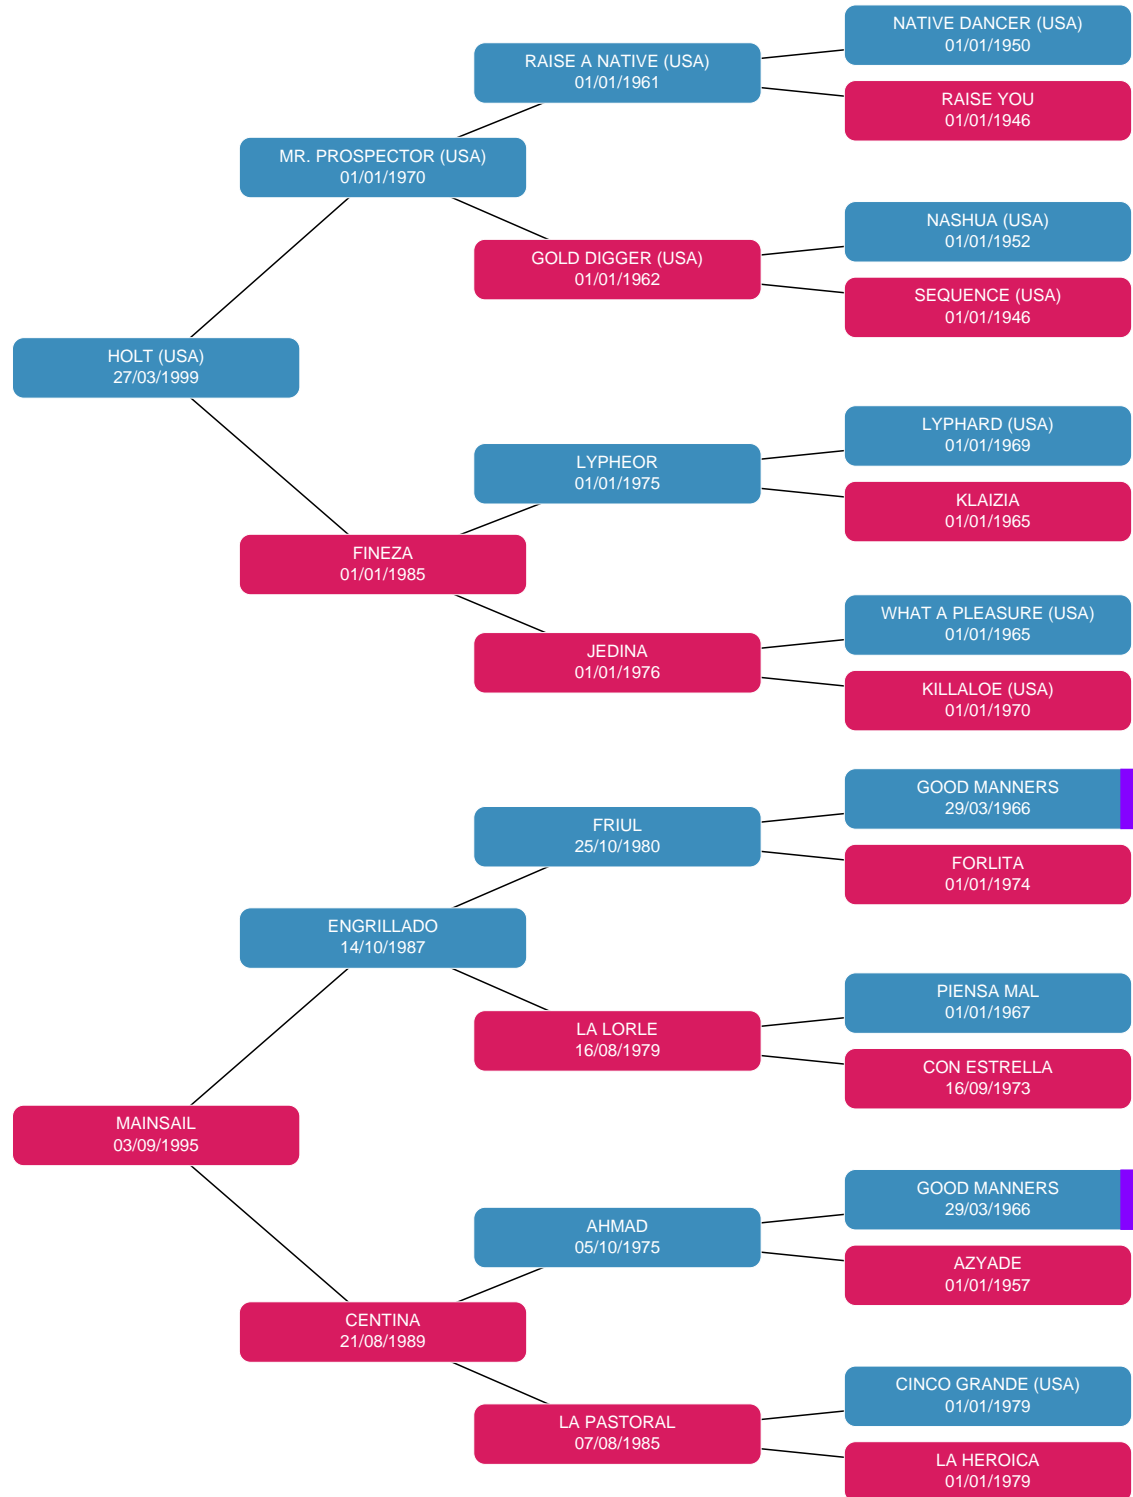 NATIVE DANCER (USA)
01/01/1950
RAISE A NATIVE (USA)
01/01/1961
RAISE YOU
01/01/1946
MR. PROSPECTOR (USA)
01/01/1970
NASHUA (USA)
01/01/1952
GOLD DIGGER (USA)
01/01/1962
SEQUENCE (USA)
01/01/1946
HOLT (USA)
27/03/1999
LYPHARD (USA)
01/01/1969
LYPHEOR
01/01/1975
KLAIZIA
01/01/1965
FINEZA
01/01/1985
WHAT A PLEASURE (USA)
01/01/1965
JEDINA
01/01/1976
KILLALOE (USA)
01/01/1970
GOOD MANNERS
29/03/1966
FRIUL
25/10/1980
FORLITA
01/01/1974
ENGRILLADO
14/10/1987
PIENSA MAL
01/01/1967
LA LORLE
16/08/1979
CON ESTRELLA
16/09/1973
MAINSAIL
03/09/1995
GOOD MANNERS
29/03/1966
AHMAD
05/10/1975
AZYADE
01/01/1957
CENTINA
21/08/1989
CINCO GRANDE (USA)
01/01/1979
LA PASTORAL
07/08/1985
LA HEROICA
01/01/1979